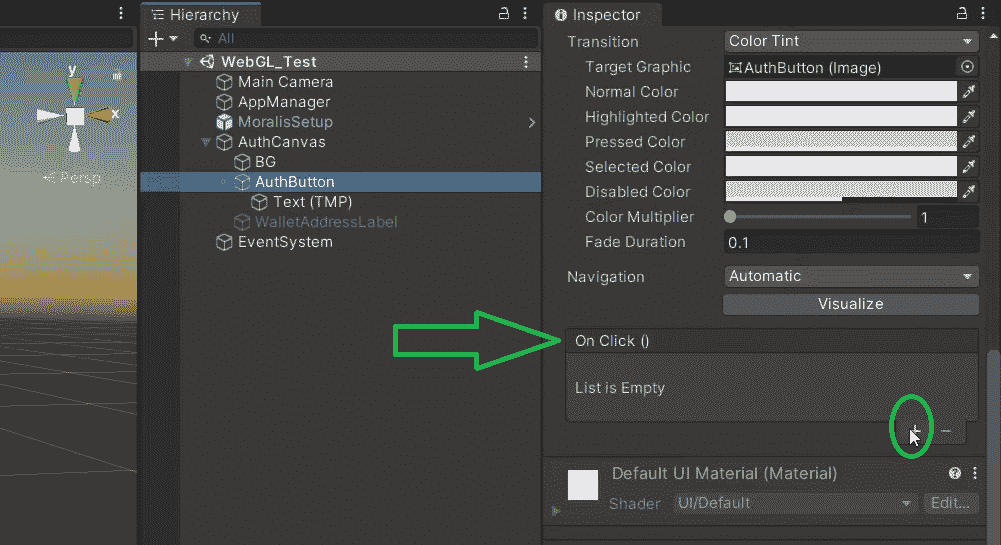 Hierarchy
All
WebGL_Test
Main Camera
AppManager
MoralisSetup
AuthCanvas
BG
AuthButton
Text (TMP)
WalletAddressLabel
EventSystem
y
x
Persp
Inspector
Transition Color Tint
Target Graphic AuthButton (Image)
Normal Color
Highlighted Color
Pressed Color
Selected Color
Disabled Color
Color Multiplier 1
Fade Duration 0.1
Navigation Automatic
Visualize
On Click ()
List is Empty
Default UI Material (Material)
Shader UI/Default Edit...